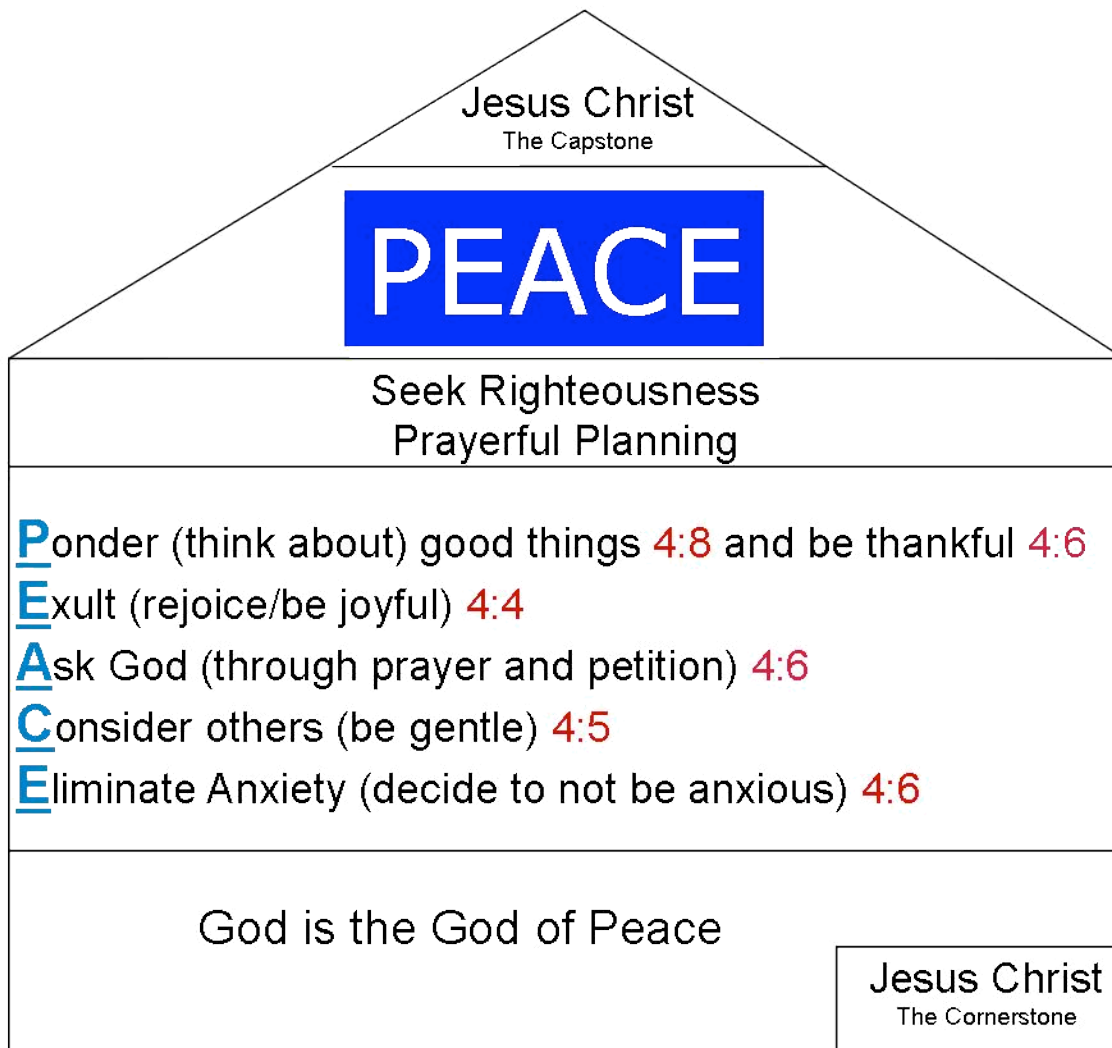 Jesus Christ
The Capstone
PEACE
Seek Righteousness
Prayerful Planning
Ponder (think about) good things 4:8 and be thankful 4:6
Exult (rejoice/be joyful) 4:4
Ask God (through prayer and petition) 4:6
Consider others (be gentle) 4:5
Eliminate Anxiety (decide to not be anxious) 4:6
God is the God of Peace
Jesus Christ
The Cornerstone